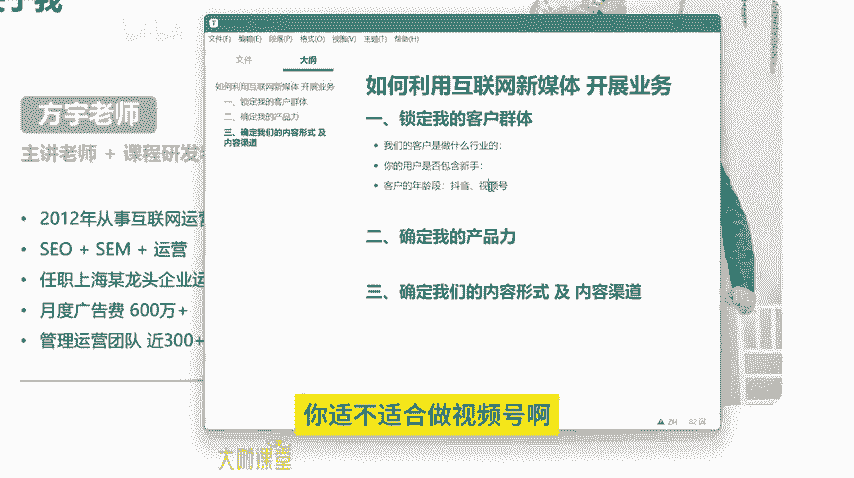 关于我
方宇老师
主讲老师 + 课程研发
• 2012年从事互联网运营
• SEO + SEM + 运营
• 任职上海某龙头企业运
• 月度广告费 600万+
• 管理运营团队 近300+
文件(F) 编辑(E) 段落(P) 格式(O) 视图(V) 主题(T) 帮助(H)
文件 大纲
如何利用互联网新媒体 开展业务
一、锁定我的客户群体
二、确定我的产品力
三、确定我们的内容形式 及
内容渠道
如何利用互联网新媒体 开展业务
一、锁定我的客户群体
• 我们的客户是做什么行业的:
• 你的用户是否包含新手:
• 客户的年龄段: 抖音、视频号
二、确定我的产品力
三、确定我们的内容形式 及 内容渠道
你适不适合做视频号啊
ZH 82 词
大咖课堂